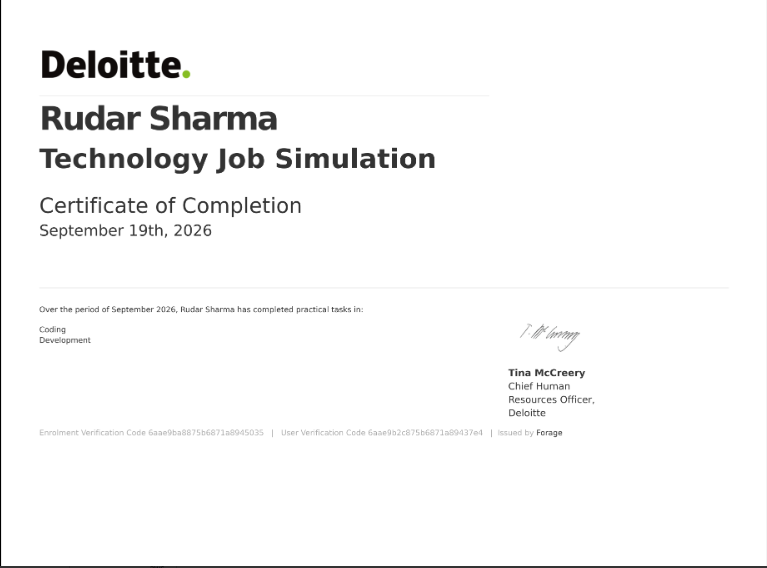 Deloitte.
Rudar Sharma
Technology Job Simulation
Certificate of Completion
September 19th, 2026
Over the period of September 2026, Rudar Sharma has completed practical tasks in:
Coding
Development
Tina McCreery
Chief Human
Resources Officer,
Deloitte
Enrolment Verification Code 6aae9ba8875b6871a8945035 | User Verification Code 6aae9b2c875b6871a89437e4 | Issued by Forage